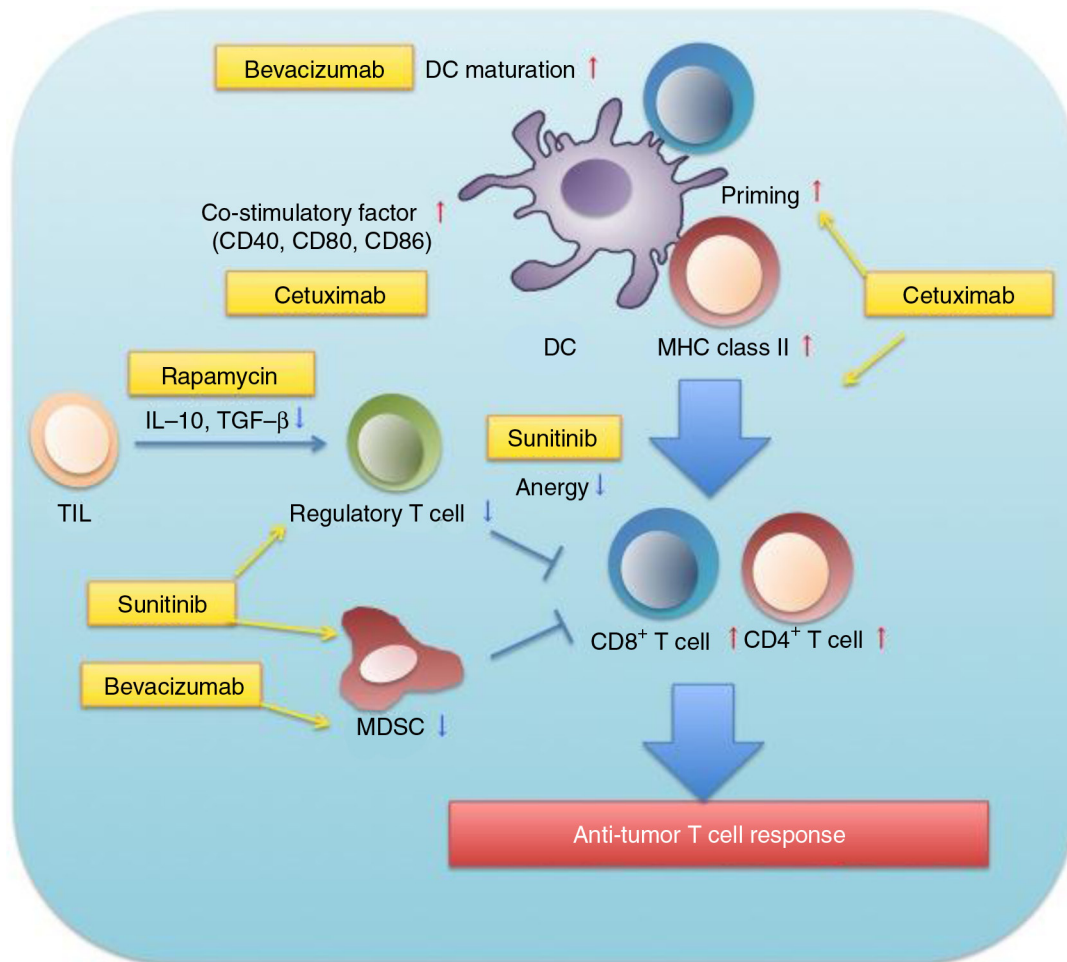 Bevacizumab
DC maturation ↑
Priming ↑
Co-stimulatory factor ↑
(CD40, CD80, CD86)
Cetuximab
Cetuximab
DC
MHC class II ↑
Rapamycin
IL–10, TGF–β ↓
TIL
Regulatory T cell ↓
Sunitinib
Anergy ↓
Sunitinib
Bevacizumab
MDSC ↓
CD8⁺ T cell ↑
CD4⁺ T cell ↑
Anti-tumor T cell response